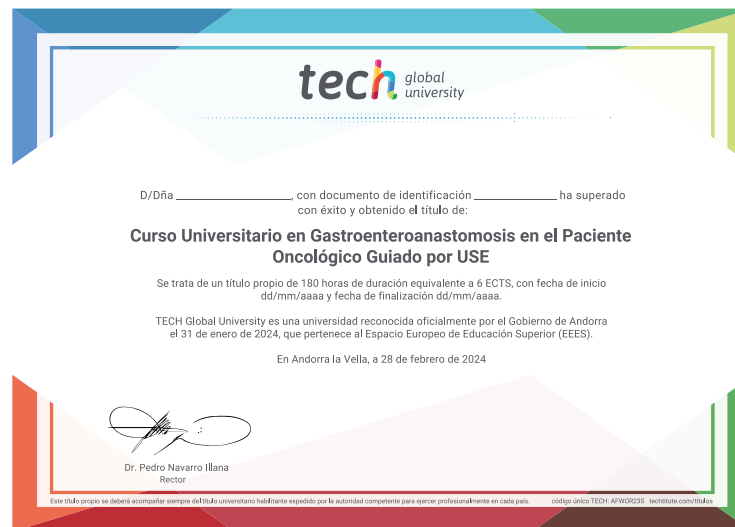 tech global university
D/Dña ____________________, con documento de identificación ______________ ha superado
con éxito y obtenido el título de:
Curso Universitario en Gastroenteroanastomosis en el Paciente
Oncológico Guiado por USE
Se trata de un título propio de 180 horas de duración equivalente a 6 ECTS, con fecha de inicio
dd/mm/aaaa y fecha de finalización dd/mm/aaaa.
TECH Global University es una universidad reconocida oficialmente por el Gobierno de Andorra
el 31 de enero de 2024, que pertenece al Espacio Europeo de Educación Superior (EEES).
En Andorra la Vella, a 28 de febrero de 2024
Dr. Pedro Navarro Illana
Rector
Este título propio se deberá acompañar siempre del título universitario habilitante expedido por la autoridad competente para ejercer profesionalmente en cada país. código único TECH: AFWOR23S techtitute.com/titulos